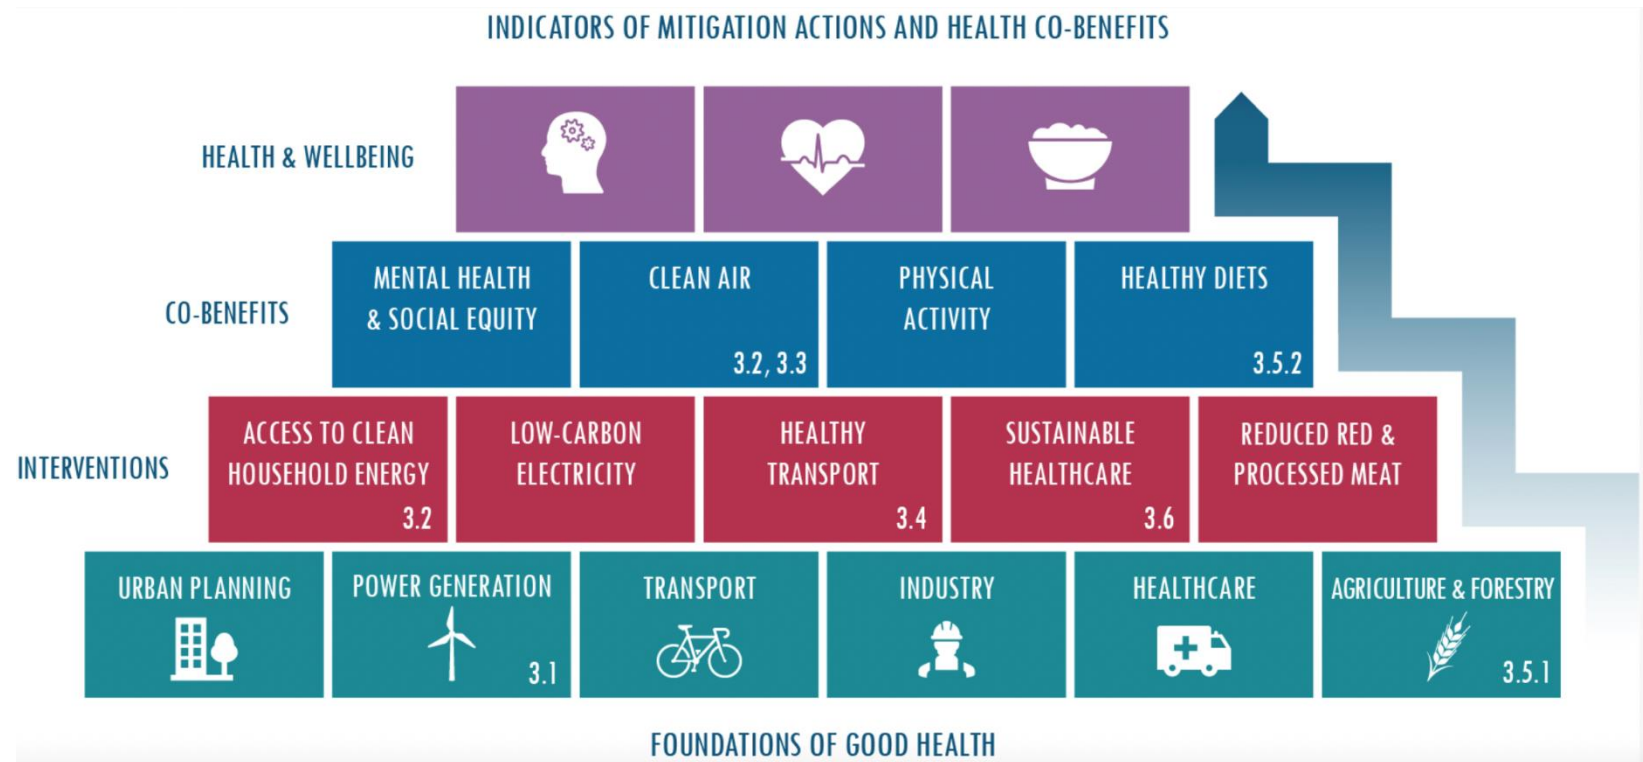 INDICATORS OF MITIGATION ACTIONS AND HEALTH CO-BENEFITS
HEALTH & WELLBEING
CO-BENEFITS
MENTAL HEALTH
& SOCIAL EQUITY
CLEAN AIR
3.2, 3.3
PHYSICAL
ACTIVITY
HEALTHY DIETS
3.5.2
INTERVENTIONS
ACCESS TO CLEAN
HOUSEHOLD ENERGY
3.2
LOW-CARBON
ELECTRICITY
HEALTHY
TRANSPORT
3.4
SUSTAINABLE
HEALTHCARE
3.6
REDUCED RED &
PROCESSED MEAT
URBAN PLANNING
POWER GENERATION
3.1
TRANSPORT
INDUSTRY
HEALTHCARE
AGRICULTURE & FORESTRY
3.5.1
FOUNDATIONS OF GOOD HEALTH